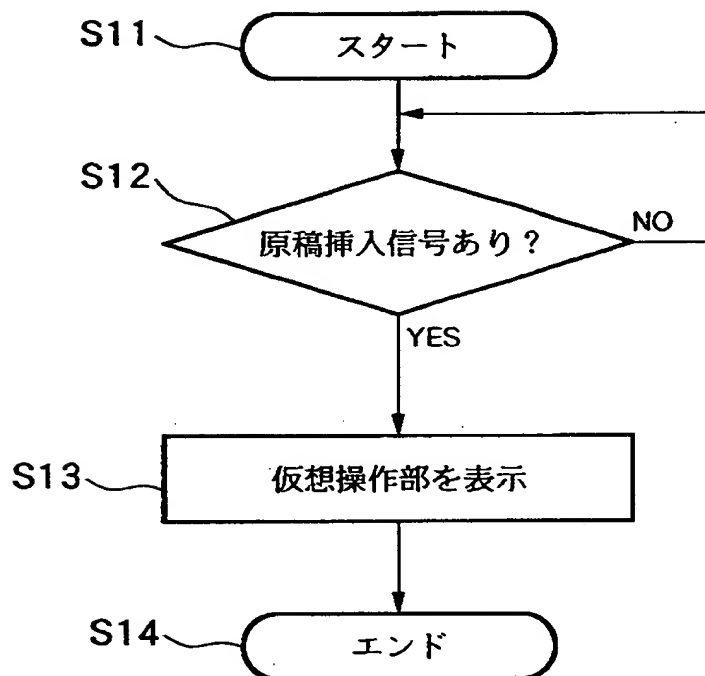 S11
スタート
S12
原稿挿入信号あり？
NO
YES
S13
仮想操作部を表示
S14
エンド